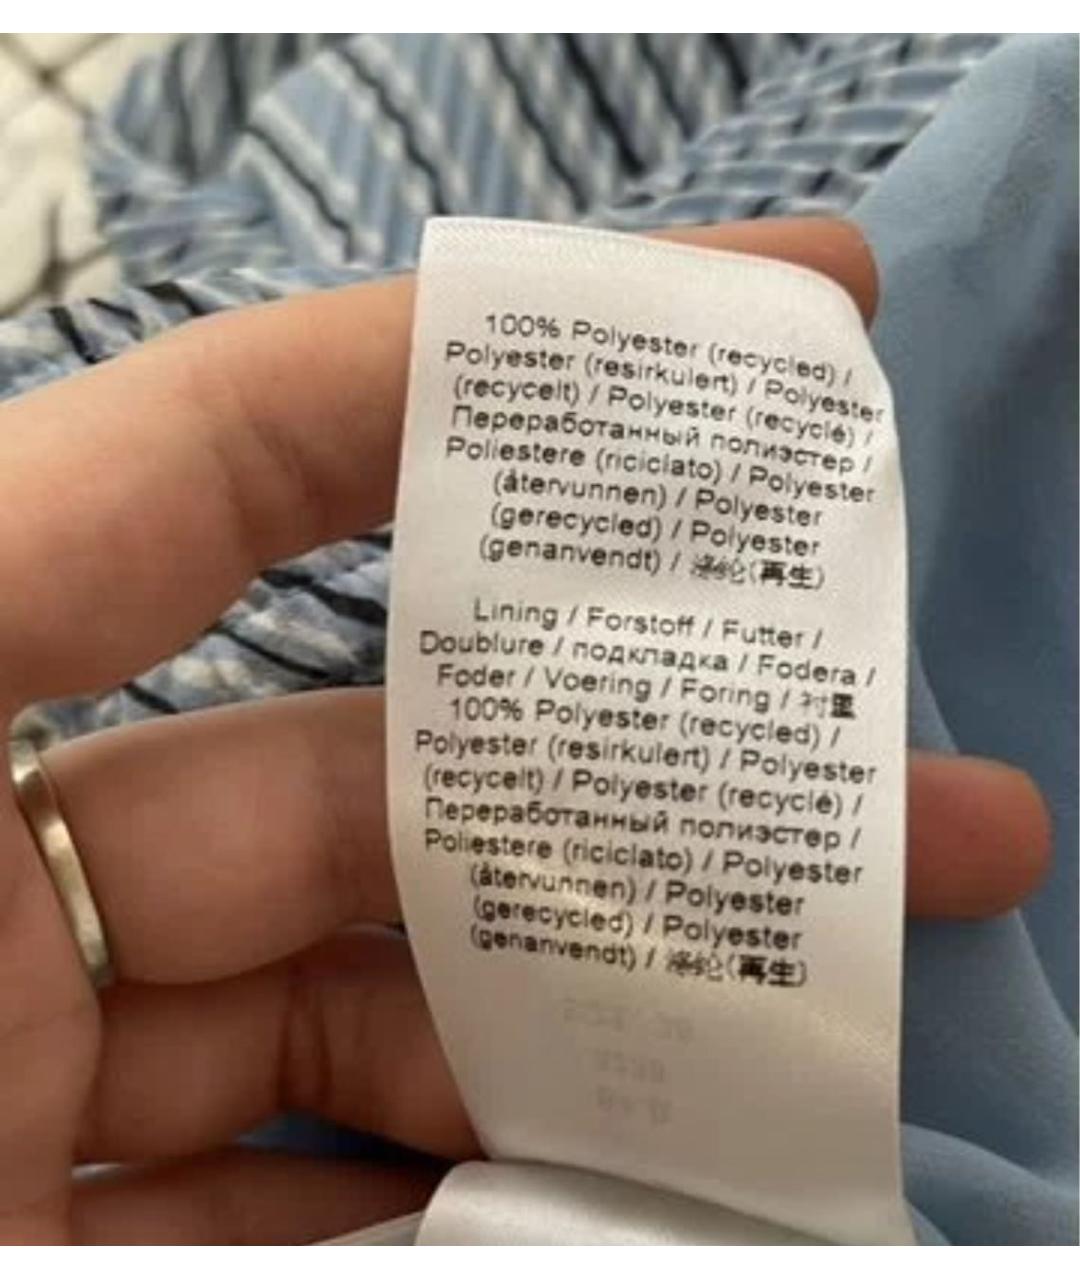 100% Polyester (recycled) /
Polyester (resirkulert) / Polyester
(recycelt) / Polyester (recyclé) /
Переработанный полиэстер /
Poliestere (riciclato) / Polyester
(återvunnen) / Polyester
(gerecycled) / Polyester
(genanvendt) / 涤纶(再生)
Lining / Forstoff / Futter /
Doublure / подкладка / Fodera /
Foder / Voering / Foring / 衬里
100% Polyester (recycled) /
Polyester (resirkulert) / Polyester
(recycelt) / Polyester (recyclé) /
Переработанный полиэстер /
Poliestere (riciclato) / Polyester
(återvunnen) / Polyester
(gerecycled) / Polyester
(genanvendt) / 涤纶(再生)